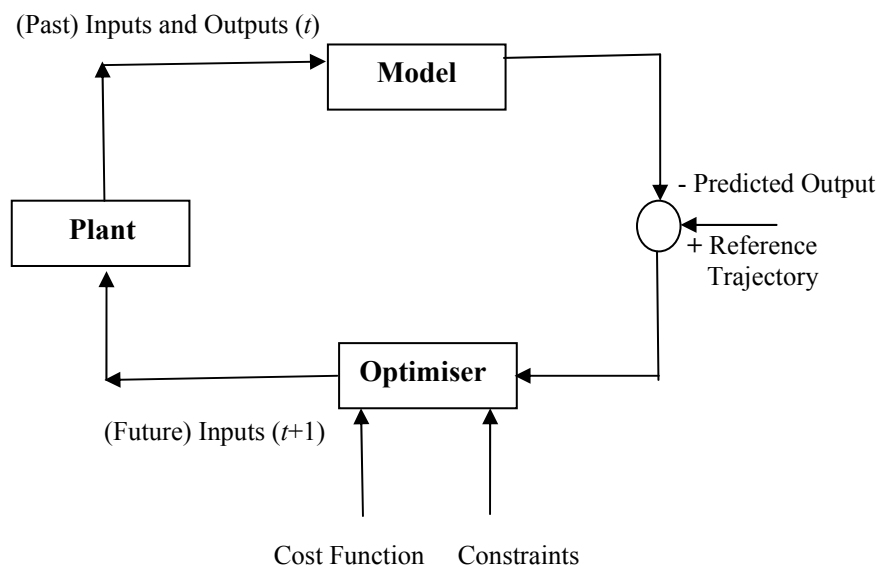 (Past) Inputs and Outputs (t)
Model
- Predicted Output
Plant
+ Reference
Trajectory
Optimiser
(Future) Inputs (t+1)
Cost Function
Constraints